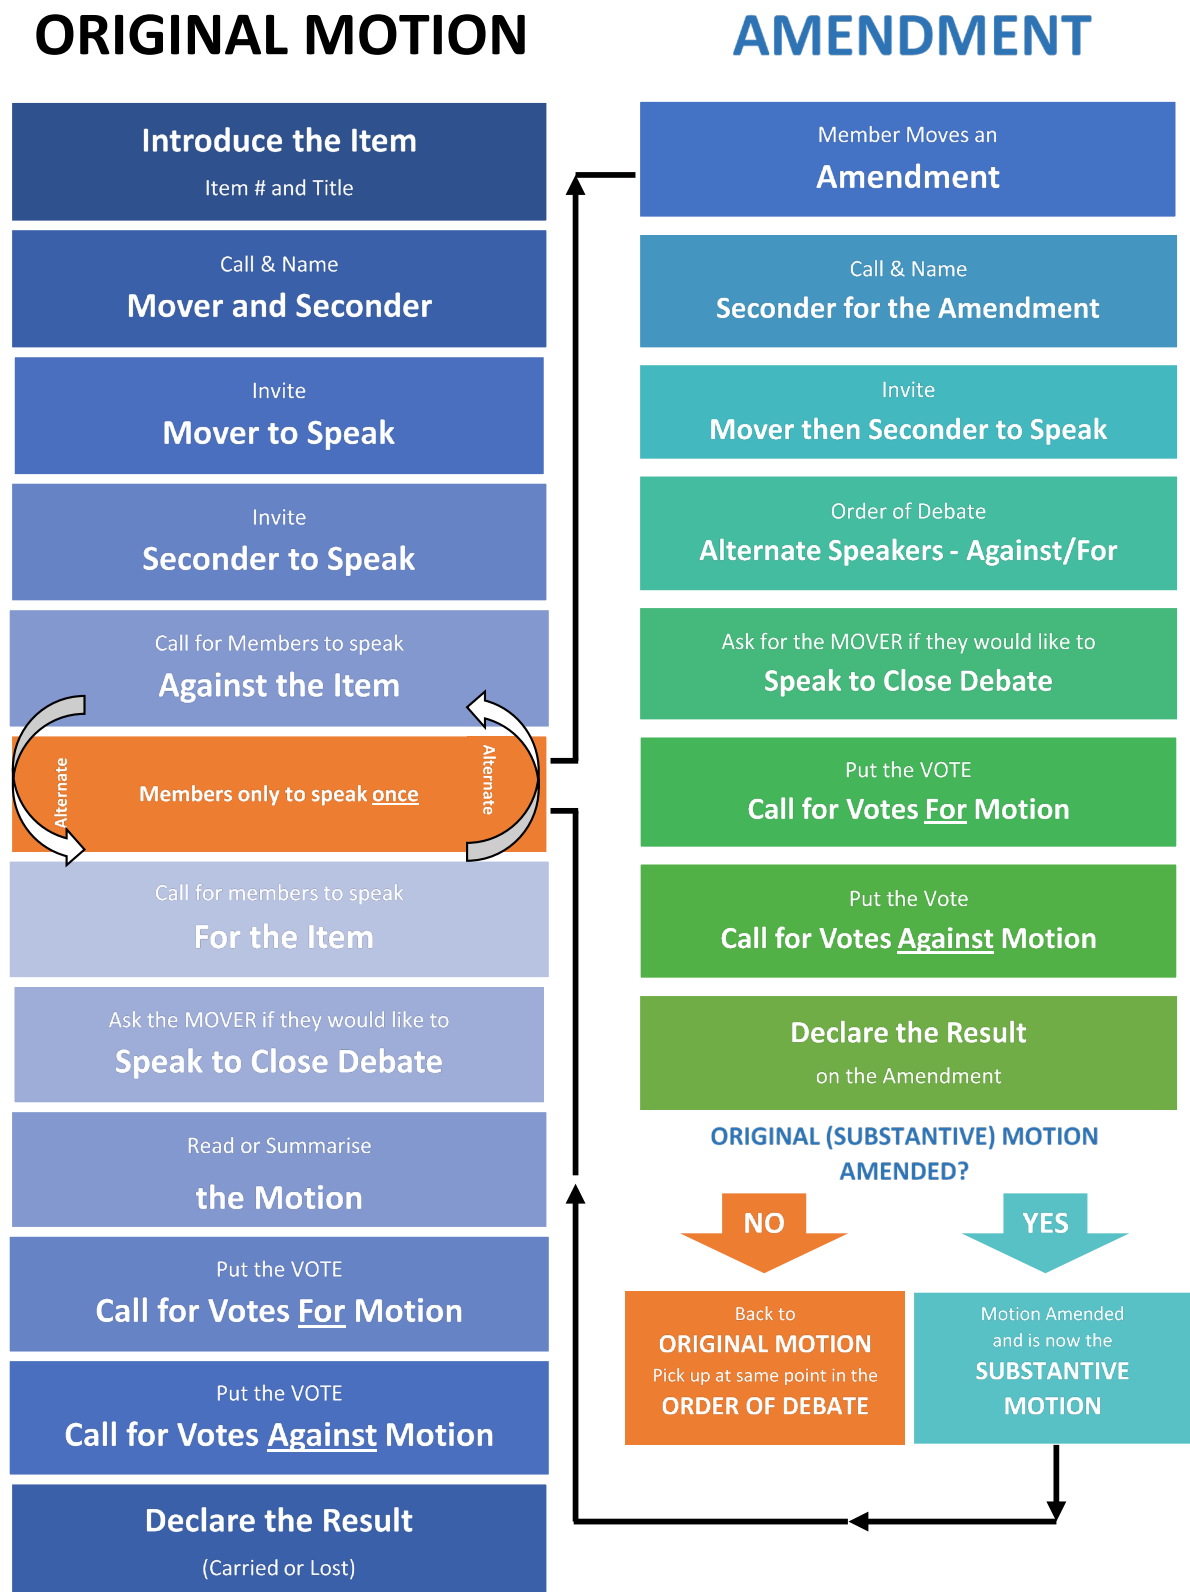 ORIGINAL MOTION
Introduce the Item
Item # and Title
Call & Name
Mover and Seconder
Invite
Mover to Speak
Invite
Seconder to Speak
Call for Members to speak
Against the Item
Alternate
Members only to speak once
Alternate
Call for members to speak
For the Item
Ask the MOVER if they would like to
Speak to Close Debate
Read or Summarise
the Motion
Put the VOTE
Call for Votes For Motion
Put the VOTE
Call for Votes Against Motion
Declare the Result
(Carried or Lost)
AMENDMENT
Member Moves an
Amendment
Call & Name
Seconder for the Amendment
Invite
Mover then Seconder to Speak
Order of Debate
Alternate Speakers - Against/For
Ask for the MOVER if they would like to
Speak to Close Debate
Put the VOTE
Call for Votes For Motion
Put the Vote
Call for Votes Against Motion
Declare the Result
on the Amendment
ORIGINAL (SUBSTANTIVE) MOTION
AMENDED?
NO
Back to
ORIGINAL MOTION
Pick up at same point in the
ORDER OF DEBATE
YES
Motion Amended
and is now the
SUBSTANTIVE
MOTION